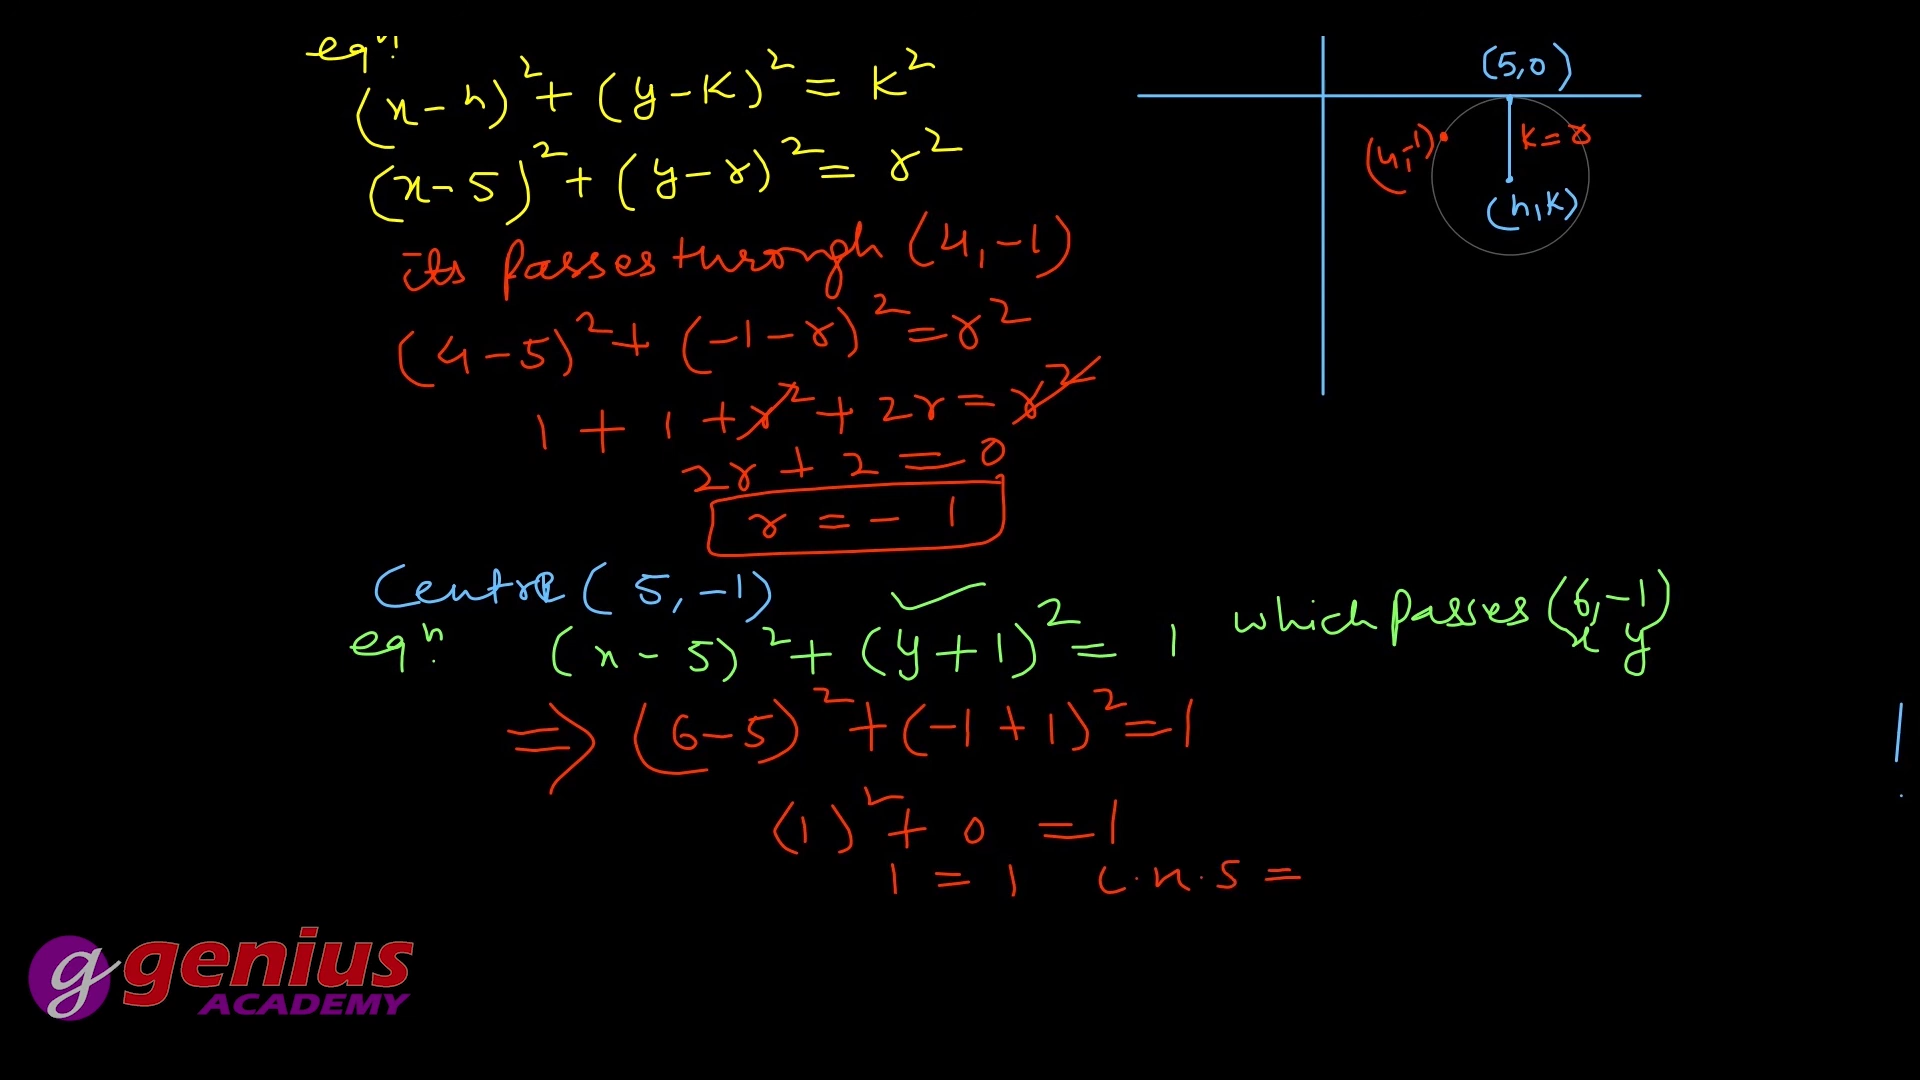 eqⁿ:
(x-h)² + (y-k)² = k²
(x-5)² + (y-r)² = r²
its passes through (4,-1)
(4-5)² + (-1-r)² = r²
1 + 1 + r² + 2r = r²
2r + 2 = 0
r = - 1
Centre (5,-1)
eqⁿ: (x-5)² + (y+1)² = 1 which passes (6,-1)
x y
⇒ (6-5)² + (-1+1)² = 1
(1)² + 0 = 1
1 = 1 L.H.S =
(5,0)
(4,-1)
k = r
(h,k)
g genius
ACADEMY